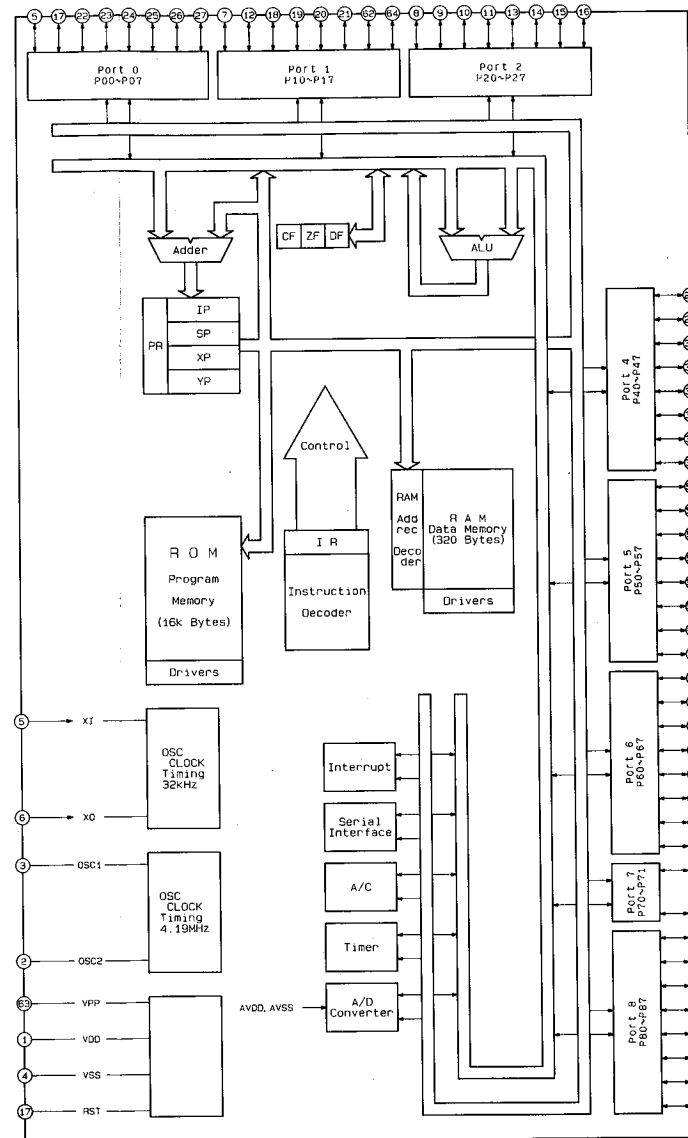 5 17 22 23 24 25 26 27 7 12 18 19 20 21 62 64 8 9 10 11 13 14 15 16
Port 0
P00~P07
Port 1
P10~P17
Port 2
P20~P27
Adder
CF ZF DF
ALU
PR
IP
SP
XP
YP
Port 4
P40~P47
Control
RAM
Add
rec
Deco
der
R A M
Data Memory
(320 Bytes)
Drivers
I R
Instruction
Decoder
R O M
Program
Memory
(16k Bytes)
Drivers
Port 5
P50~P57
5 XI
OSC
CLOCK
Timing
32kHz
6 XO
Interrupt
Serial
Interface
Port 6
P60~P67
3 OSC1
OSC
CLOCK
Timing
4.19MHz
2 OSC2
A/C
Timer
Port 7
P70~P71
63 VPP
1 VDD
4 VSS
17 RST
AVDD, AVSS
A/D
Converter
Port 8
P80~P87